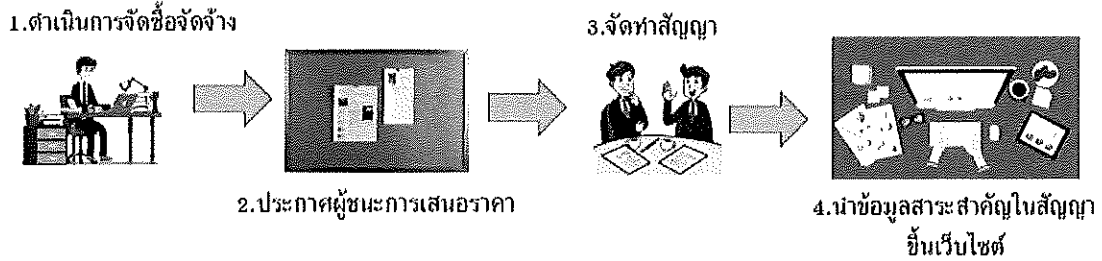 1.ดำเนินการจัดซื้อจัดจ้าง
2.ประกาศผู้ชนะการเสนอราคา
3.จัดทำสัญญา
4.นำข้อมูลสาระสำคัญในสัญญา
ขึ้นเว็บไซต์